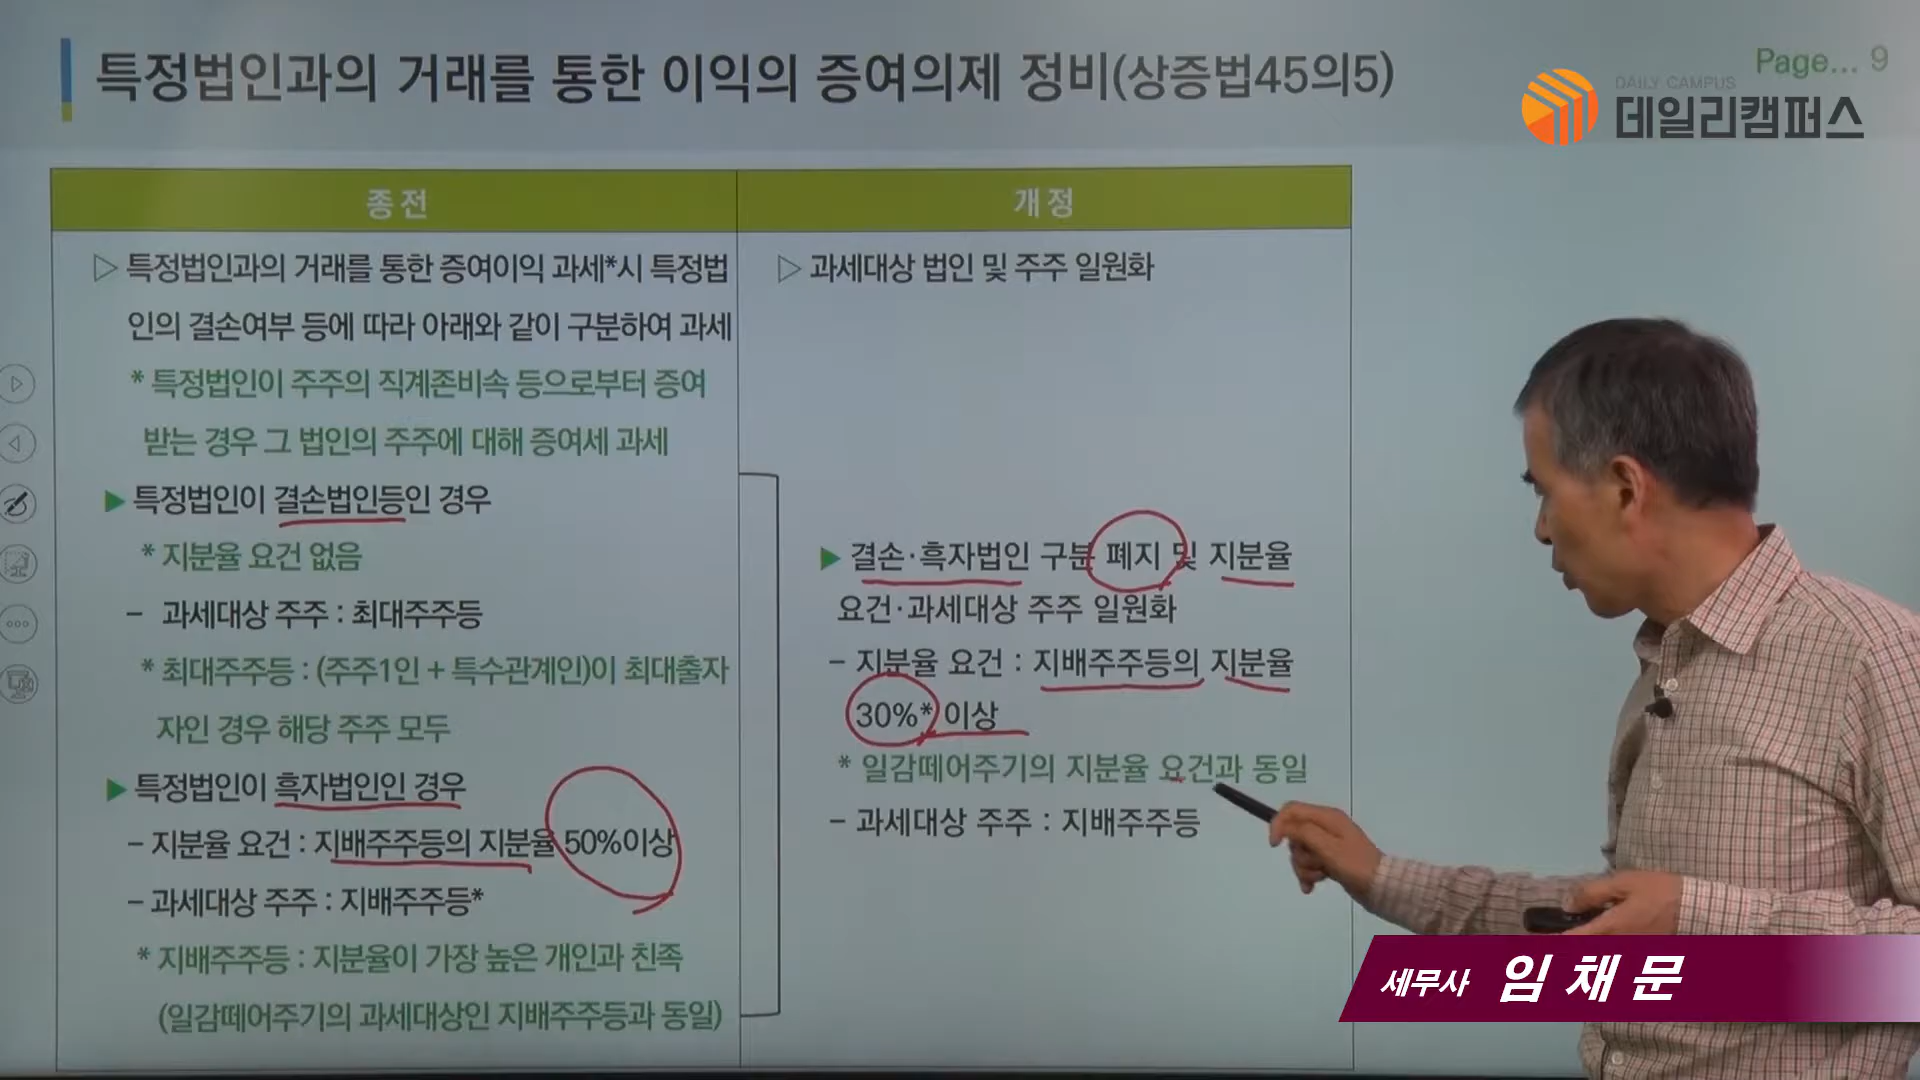 특정법인과의 거래를 통한 이익의 증여의제 정비(상증법45의5)
Page... 9
DAILY CAMPUS
데일리캠퍼스
종 전
▷ 특정법인과의 거래를 통한 증여이익 과세*시 특정법
인의 결손여부 등에 따라 아래와 같이 구분하여 과세
* 특정법인이 주주의 직계존비속 등으로부터 증여
받는 경우 그 법인의 주주에 대해 증여세 과세
▶ 특정법인이 결손법인등인 경우
* 지분율 요건 없음
- 과세대상 주주 : 최대주주등
* 최대주주등 : (주주1인 + 특수관계인)이 최대출자
자인 경우 해당 주주 모두
▶ 특정법인이 흑자법인인 경우
- 지분율 요건 : 지배주주등의 지분율 50%이상
- 과세대상 주주 : 지배주주등*
* 지배주주등 : 지분율이 가장 높은 개인과 친족
(일감떼어주기의 과세대상인 지배주주등과 동일)
개 정
▷ 과세대상 법인 및 주주 일원화
▶ 결손·흑자법인 구분 폐지 및 지분율
요건·과세대상 주주 일원화
- 지분율 요건 : 지배주주등의 지분율
30%* 이상
* 일감떼어주기의 지분율 요건과 동일
- 과세대상 주주 : 지배주주등
세무사 임 채 문